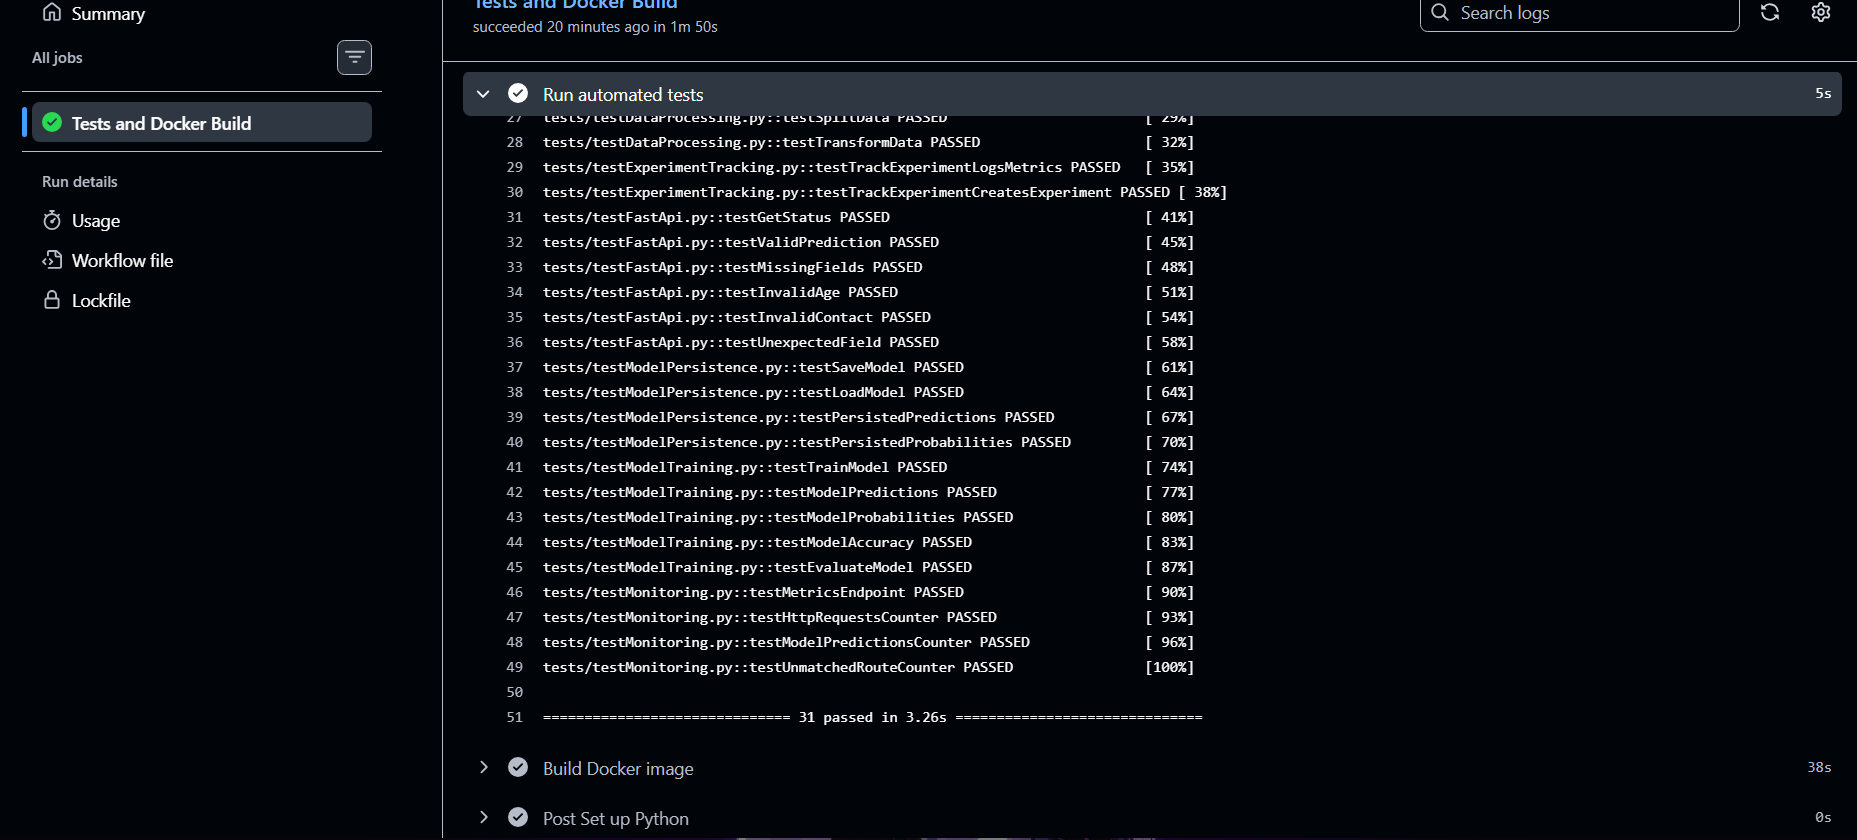 Summary
All jobs
Tests and Docker Build
Run details
Usage
Workflow file
Lockfile
Tests and Docker Build
succeeded 20 minutes ago in 1m 50s
Search logs
Run automated tests 5s
27 tests/testDataProcessing.py::testSplitData PASSED [ 29%]
28 tests/testDataProcessing.py::testTransformData PASSED [ 32%]
29 tests/testExperimentTracking.py::testTrackExperimentLogsMetrics PASSED [ 35%]
30 tests/testExperimentTracking.py::testTrackExperimentCreatesExperiment PASSED [ 38%]
31 tests/testFastApi.py::testGetStatus PASSED [ 41%]
32 tests/testFastApi.py::testValidPrediction PASSED [ 45%]
33 tests/testFastApi.py::testMissingFields PASSED [ 48%]
34 tests/testFastApi.py::testInvalidAge PASSED [ 51%]
35 tests/testFastApi.py::testInvalidContact PASSED [ 54%]
36 tests/testFastApi.py::testUnexpectedField PASSED [ 58%]
37 tests/testModelPersistence.py::testSaveModel PASSED [ 61%]
38 tests/testModelPersistence.py::testLoadModel PASSED [ 64%]
39 tests/testModelPersistence.py::testPersistedPredictions PASSED [ 67%]
40 tests/testModelPersistence.py::testPersistedProbabilities PASSED [ 70%]
41 tests/testModelTraining.py::testTrainModel PASSED [ 74%]
42 tests/testModelTraining.py::testModelPredictions PASSED [ 77%]
43 tests/testModelTraining.py::testModelProbabilities PASSED [ 80%]
44 tests/testModelTraining.py::testModelAccuracy PASSED [ 83%]
45 tests/testModelTraining.py::testEvaluateModel PASSED [ 87%]
46 tests/testMonitoring.py::testMetricsEndpoint PASSED [ 90%]
47 tests/testMonitoring.py::testHttpRequestsCounter PASSED [ 93%]
48 tests/testMonitoring.py::testModelPredictionsCounter PASSED [ 96%]
49 tests/testMonitoring.py::testUnmatchedRouteCounter PASSED [100%]
50
51 ============================== 31 passed in 3.26s ==============================
Build Docker image 38s
Post Set up Python 0s